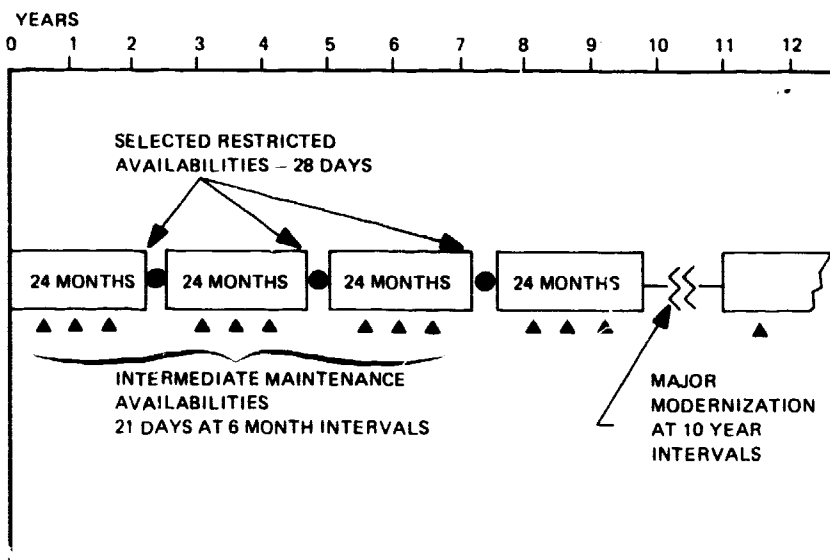 YEARS
0 1 2 3 4 5 6 7 8 9 10 11 12
SELECTED RESTRICTED
AVAILABILITIES – 28 DAYS
24 MONTHS 24 MONTHS 24 MONTHS 24 MONTHS
INTERMEDIATE MAINTENANCE
AVAILABILITIES
21 DAYS AT 6 MONTH INTERVALS
MAJOR
MODERNIZATION
AT 10 YEAR
INTERVALS